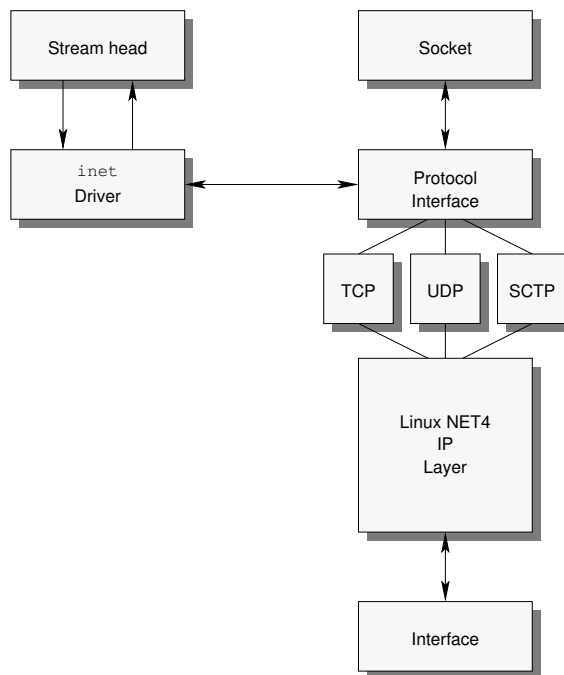 Stream head
Socket
inet
Driver
Protocol
Interface
TCP
UDP
SCTP
Linux NET4
IP
Layer
Interface